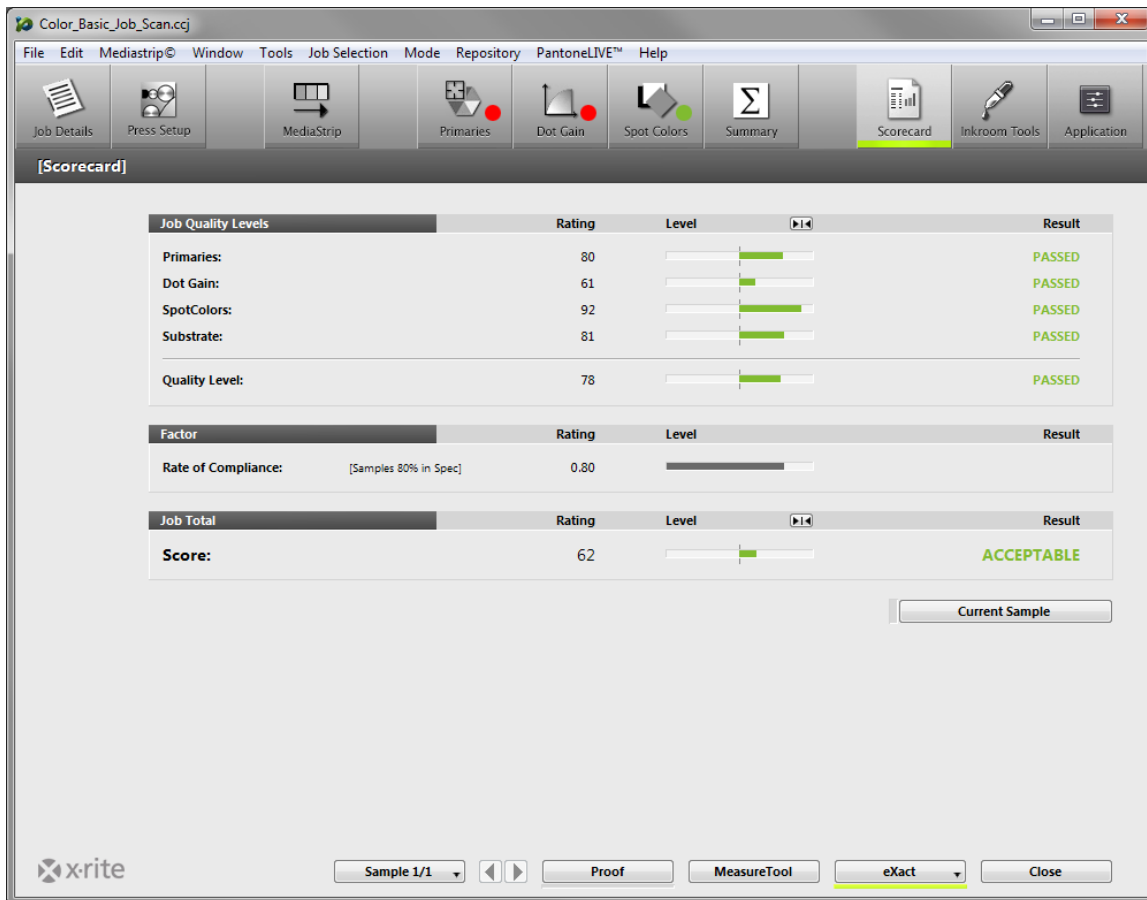 Color_Basic_Job_Scan.ccj
File Edit Mediastrip© Window Tools Job Selection Mode Repository PantoneLIVE™ Help
Job Details Press Setup MediaStrip Primaries Dot Gain Spot Colors Summary Scorecard Inkroom Tools Application
[Scorecard]
Job Quality Levels Rating Level Result
Primaries: 80 PASSED
Dot Gain: 61 PASSED
SpotColors: 92 PASSED
Substrate: 81 PASSED
Quality Level: 78 PASSED
Factor Rating Level Result
Rate of Compliance: [Samples 80% in Spec] 0.80
Job Total Rating Level Result
Score: 62 ACCEPTABLE
Current Sample
x·rite Sample 1/1 Proof MeasureTool eXact Close